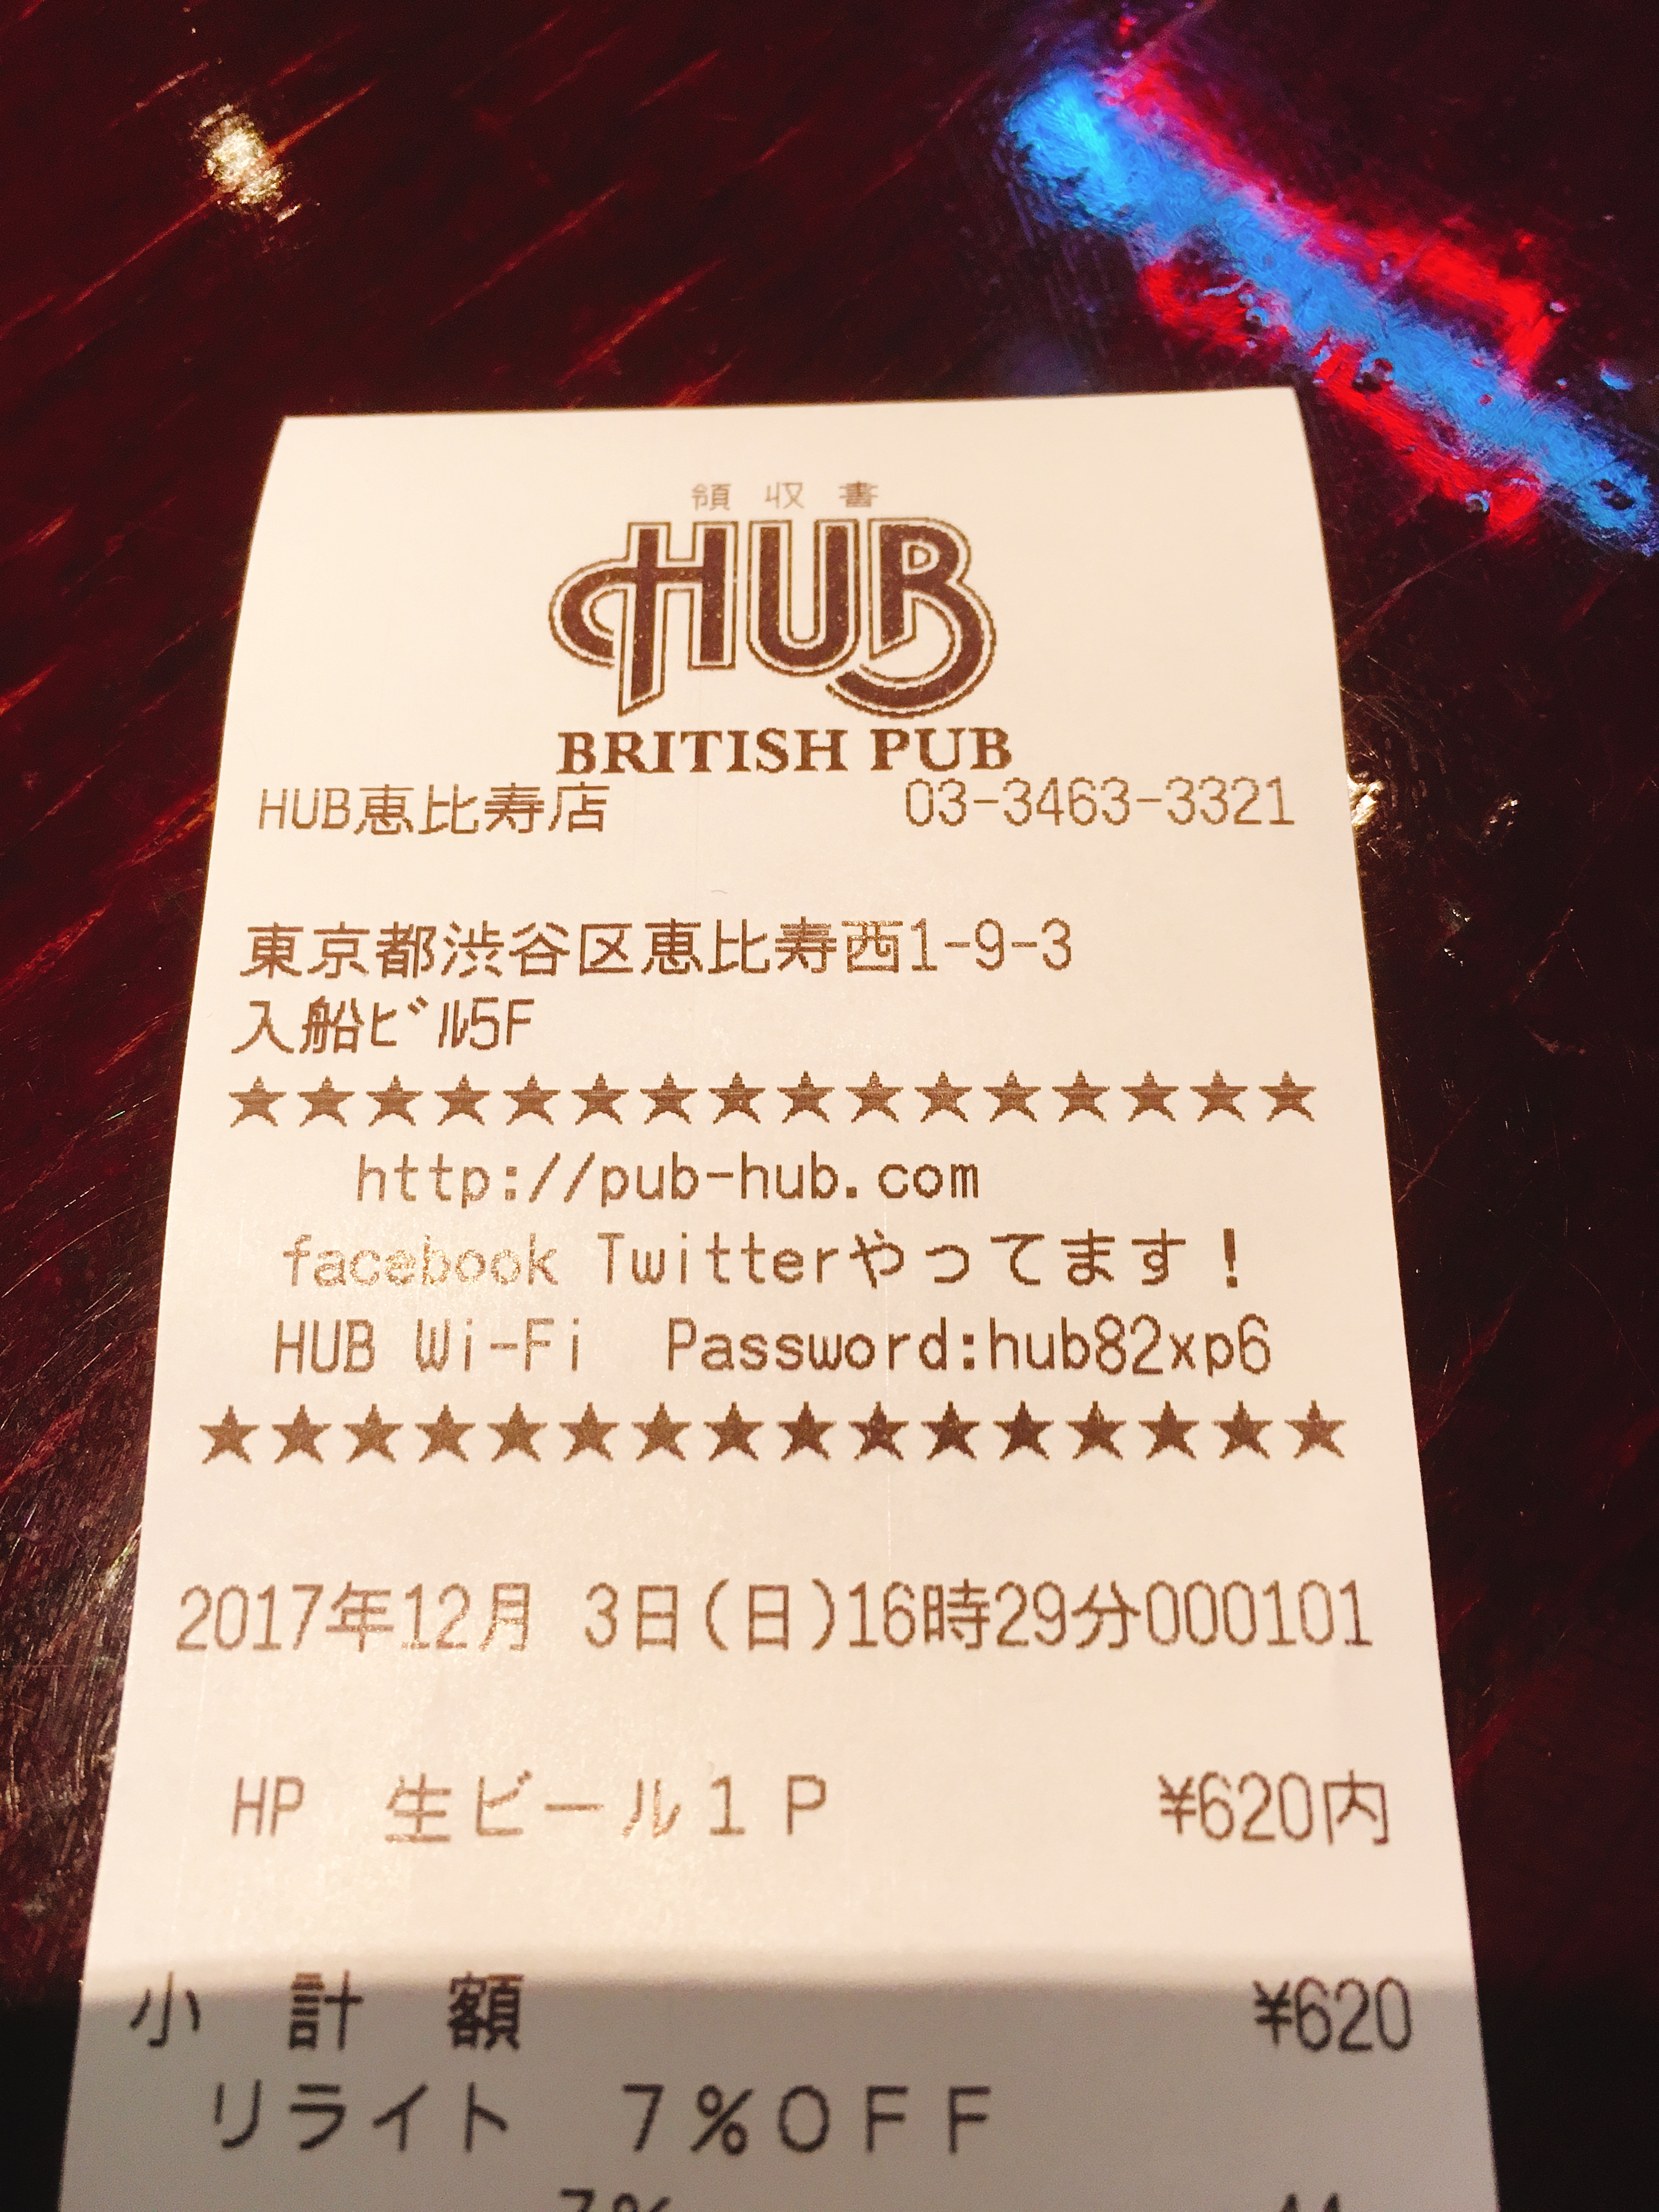 領収書
HUB
BRITISH PUB
HUB恵比寿店 03-3463-3321
東京都渋谷区恵比寿西1-9-3
入船ﾋﾞﾙ5F
★★★★★★★★★★★★★★★★
http://pub-hub.com
facebook Twitterやってます！
HUB Wi-Fi Password:hub82xp6
★★★★★★★★★★★★★★★★
2017年12月 3日(日)16時29分000101
HP 生ビール１Ｐ ¥620内
小計額 ¥620
リライト ７％ＯＦＦ